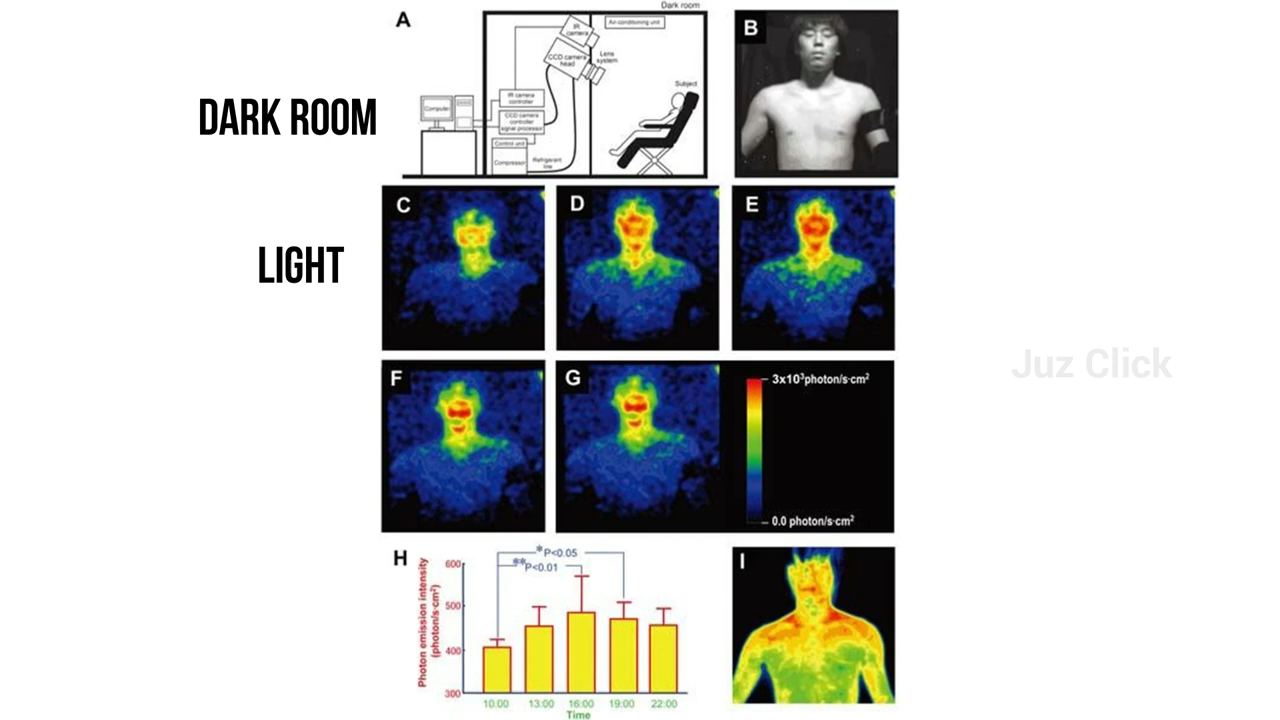 A
Dark room
IR
camera
Air-conditioning unit
CCD camera
head
Lens
system
Subject
Computer
IR camera
controller
CCD camera
controller
signal processor
Control unit
Compressor
Refrigerant
line
B
DARK ROOM
C
D
E
LIGHT
Juz Click
F
G
3x10³photon/s·cm²
0.0 photon/s·cm²
H
*P<0.05
**P<0.01
Photon emission intensity
(photon/s·cm²)
600
500
400
300
10:00 13:00 16:00 19:00 22:00
Time
I